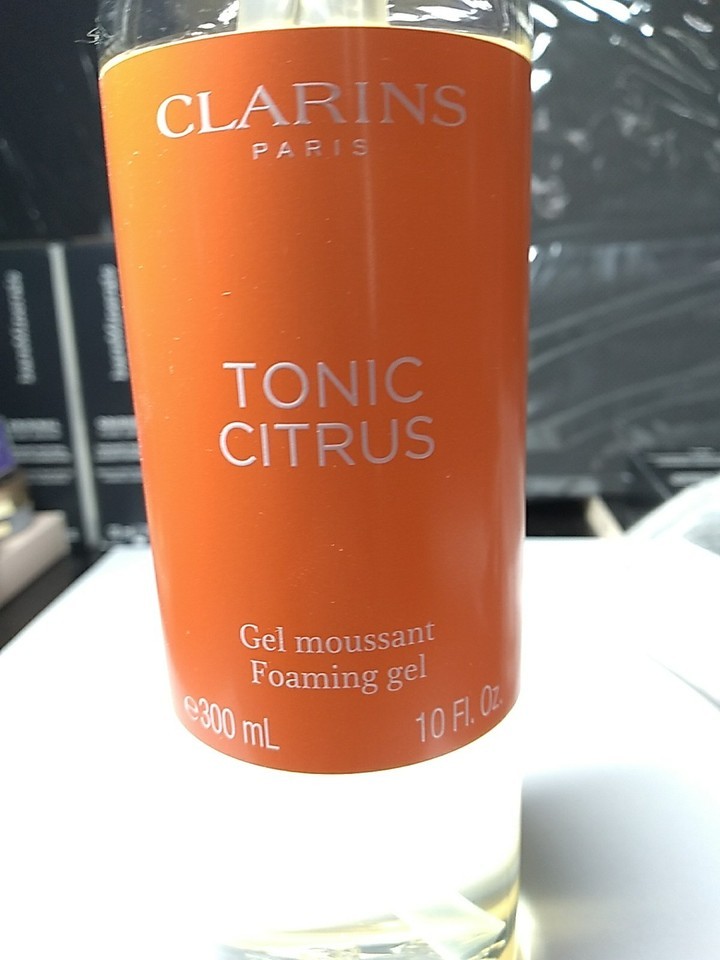 CLARINS
PARIS
TONIC
CITRUS
Gel moussant
Foaming gel
℮300 mL
10 Fl. Oz.